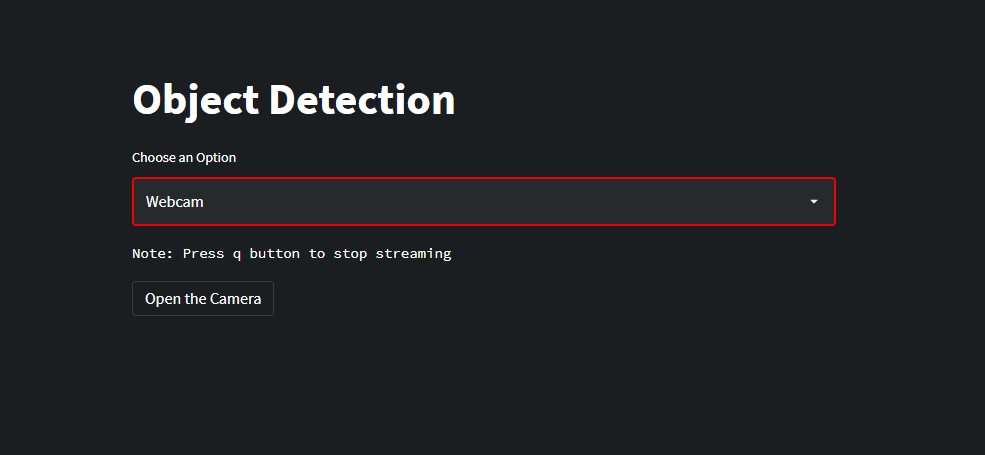 Object Detection
Choose an Option
Webcam
Note: Press q button to stop streaming
Open the Camera